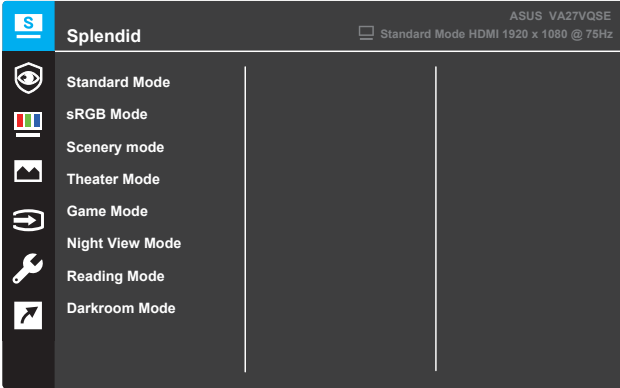 S
ASUS VA27VQSE
Splendid
Standard Mode HDMI 1920 x 1080 @ 75Hz
Standard Mode
sRGB Mode
Scenery mode
Theater Mode
Game Mode
Night View Mode
Reading Mode
Darkroom Mode